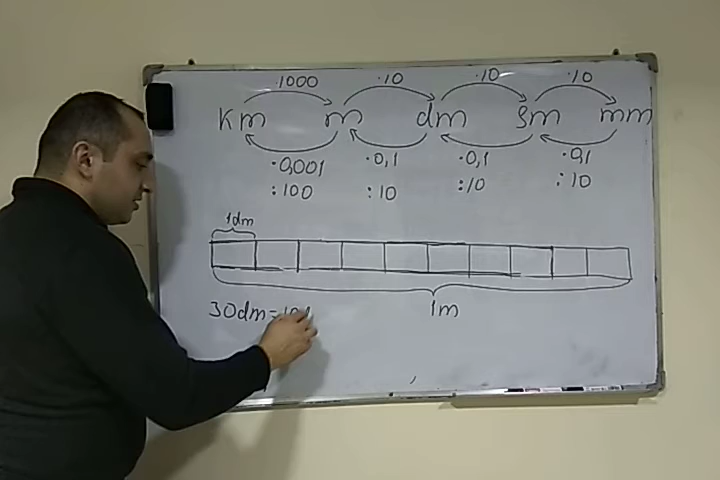 ·1000 ·10 ·10 ·10
km m dm sm mm
·0,001 ·0,1 ·0,1 ·0,1
:100 :10 :10 :10
1dm
1m
30dm=